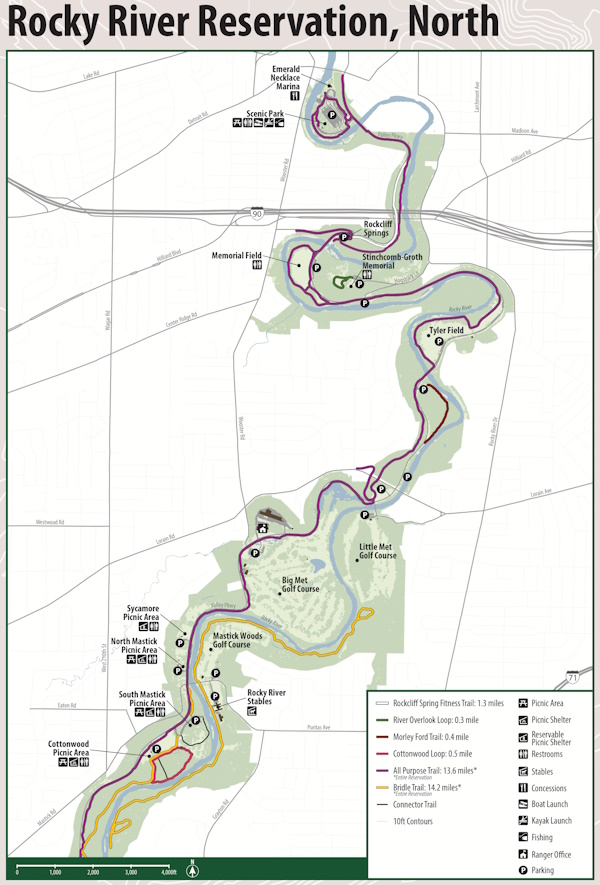 Rocky River Reservation, North
Lake Rd
Emerald
Necklace
Marina
Scenic Park
P
Larchmont Ave
Detroit Rd
Wooster Rd
Valley Pkwy
Madison Ave
Hilliard Rd
90
Rockcliff
Springs
P
Memorial Field
P
Stinchcomb-Groth
Memorial
P
Hogsback Ln
P
Hilliard Blvd
Center Ridge Rd
Wagar Rd
Rocky River
Tyler Field
P
P
Rocky River Dr
Wooster Rd
P
P
P
Lorain Ave
Westwood Rd
Lorain Rd
P
Little Met
Golf Course
Big Met
Golf Course
Valley Pkwy
Rocky River
Sycamore
Picnic Area
P
North Mastick
Picnic Area
P
Mastick Woods
Golf Course
P
South Mastick
Picnic Area
P
P
Rocky River
Stables
Eaton Rd
Puritas Ave
Cottonwood
Picnic Area
P
Mastick Rd
Grayton Rd
71
Rockcliff Spring Fitness Trail: 1.3 miles
River Overlook Loop: 0.3 mile
Morley Ford Trail: 0.4 mile
Cottonwood Loop: 0.5 mile
All Purpose Trail: 13.6 miles*
*Entire Reservation
Bridle Trail: 14.2 miles*
*Entire Reservation
Connector Trail
10ft Contours
Picnic Area
Picnic Shelter
Reservable
Picnic Shelter
Restrooms
Stables
Concessions
Boat Launch
Kayak Launch
Fishing
Ranger Office
P Parking
0 1,000 2,000 3,000 4,000ft
N